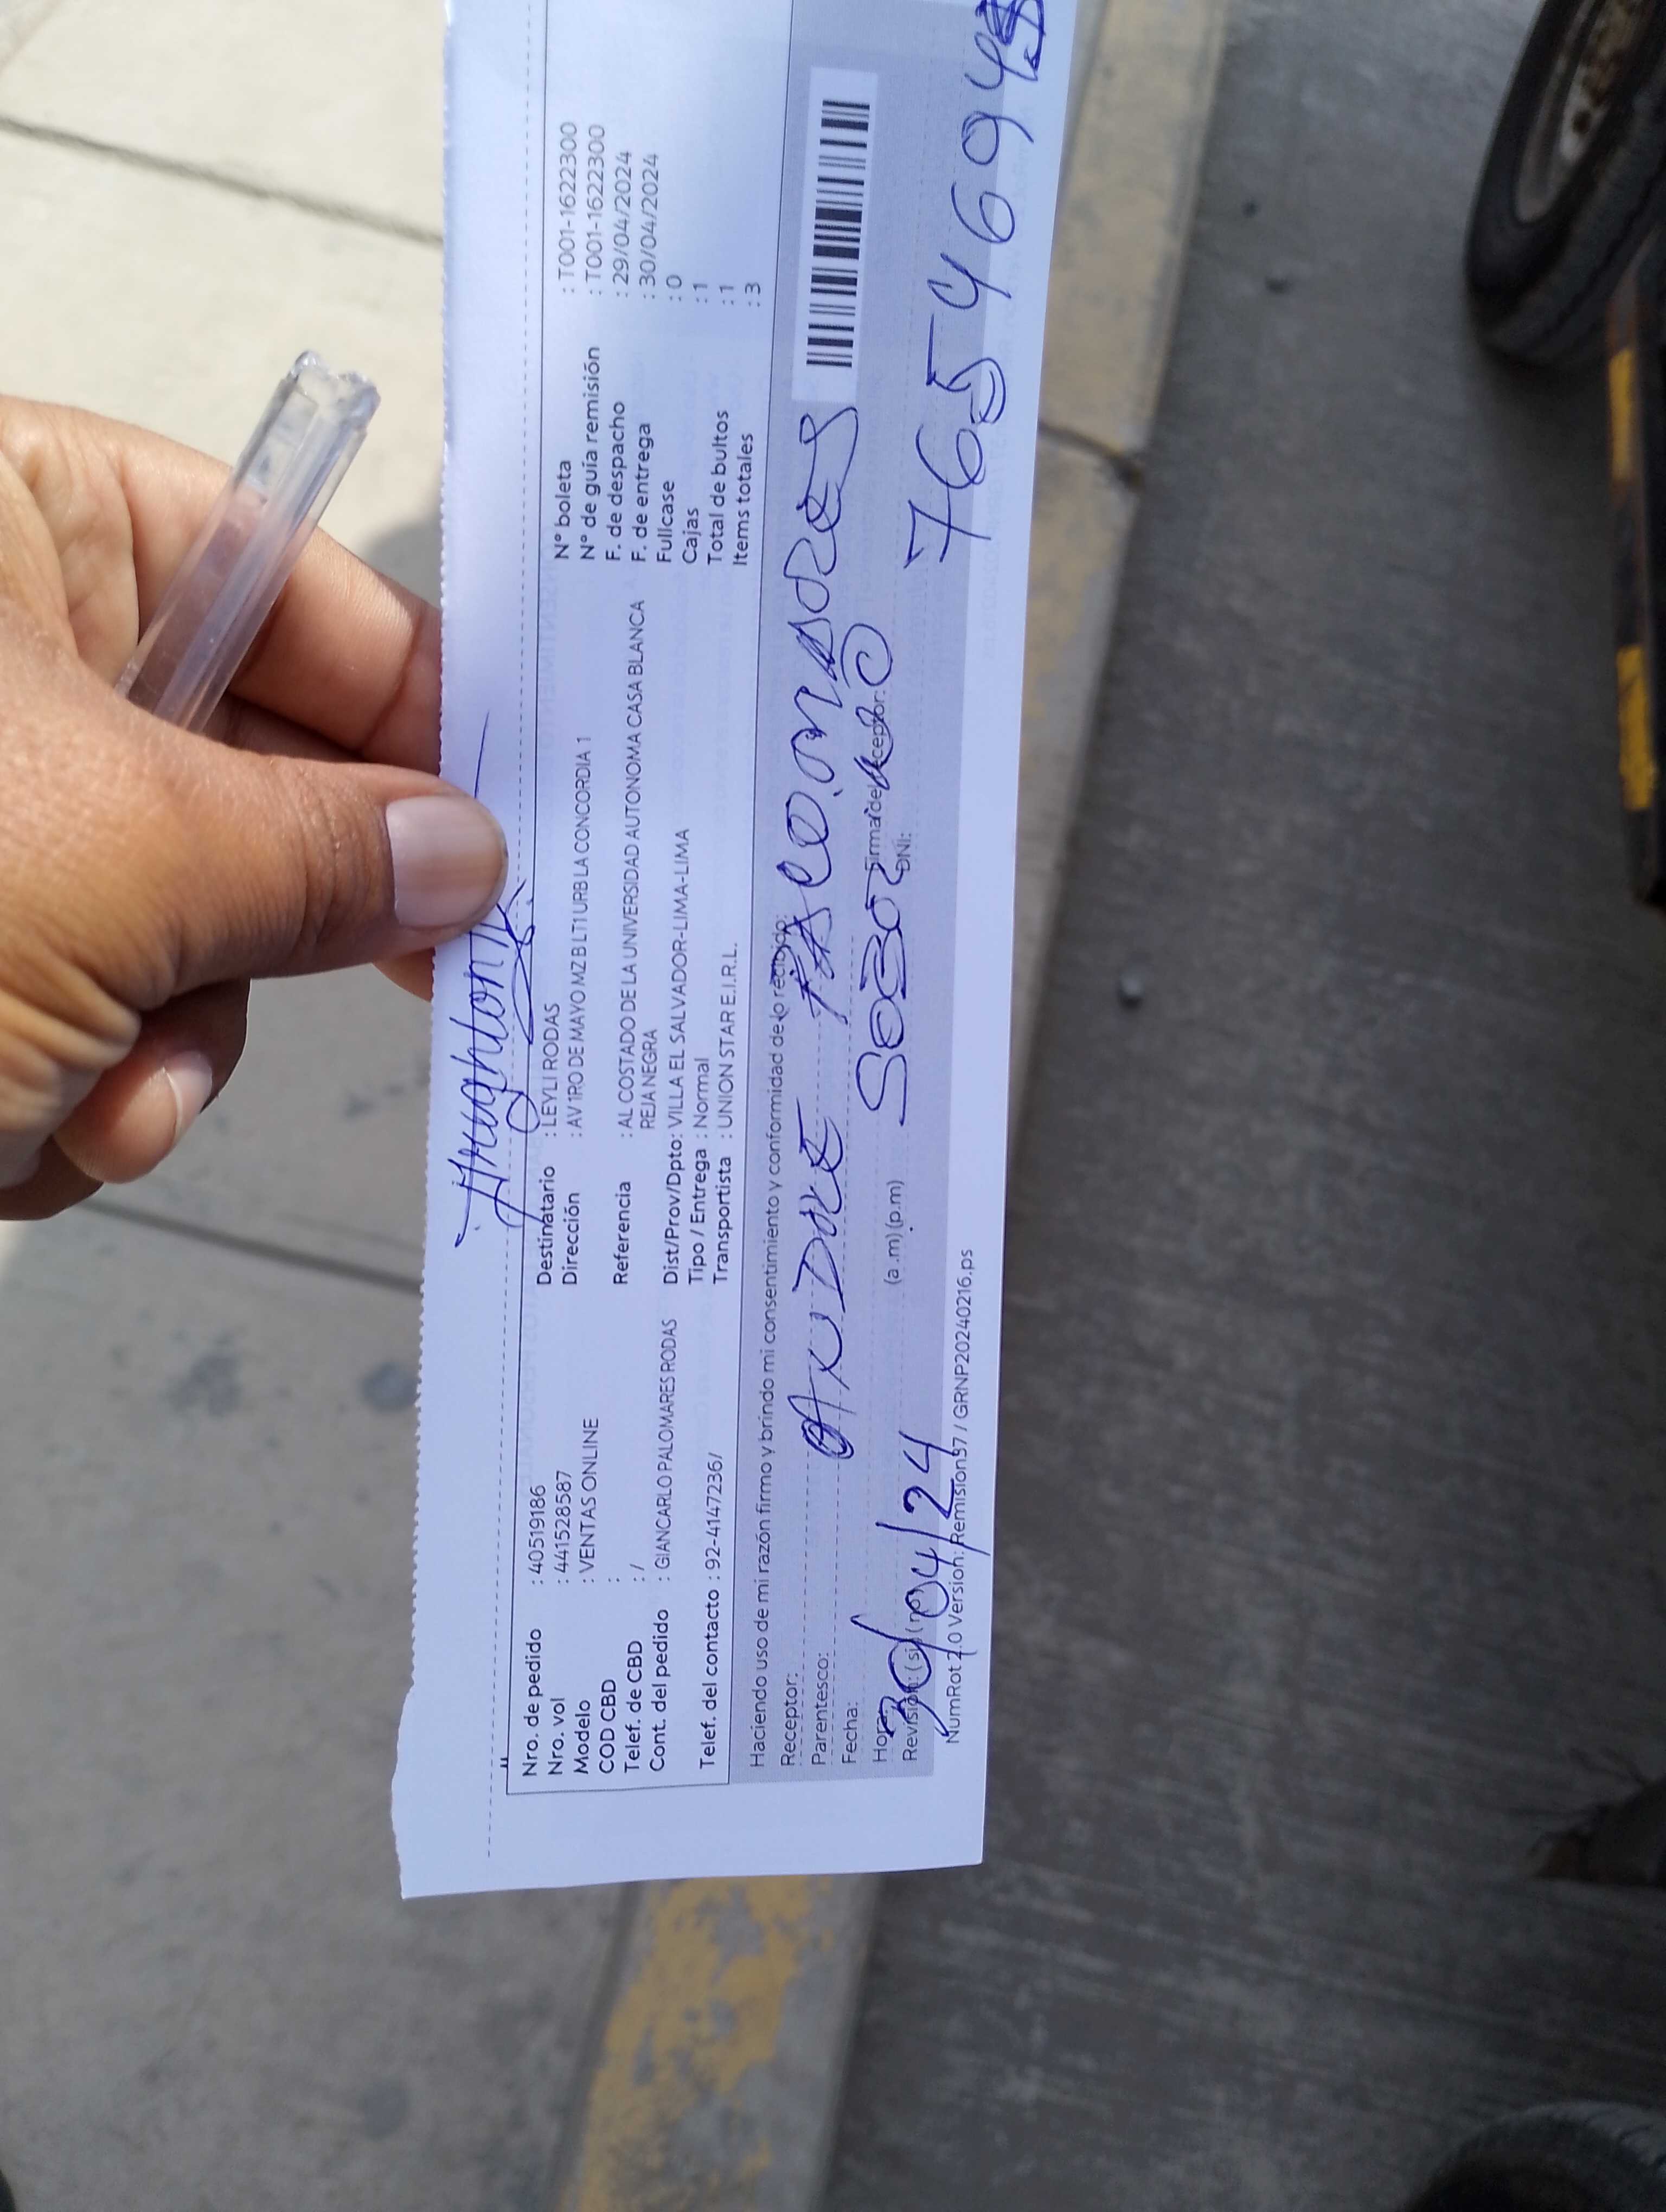 Nro. de pedido : 40519186
Nro. vol : 441528587
Modelo : VENTAS ONLINE
COD CBD :
Telef. de CBD : /
Cont. del pedido : GIANCARLO PALOMARES RODAS
Telef. del contacto : 92-4147236/
Destinatario : LEYLI RODAS
Dirección : AV 1RO DE MAYO MZ B LT1 URB LA CONCORDIA 1
Referencia : AL COSTADO DE LA UNIVERSIDAD AUTONOMA CASA BLANCA
REJA NEGRA
Dist/Prov/Dpto: VILLA EL SALVADOR-LIMA-LIMA
Tipo / Entrega : Normal
Transportista : UNION STAR E.I.R.L.
N° boleta : T001-1622300
N° de guía remisión : T001-1622300
F. de despacho : 29/04/2024
F. de entrega : 30/04/2024
Fullcase : 0
Cajas : 1
Total de bultos : 1
Items totales : 3
Haciendo uso de mi razón firmo y brindo mi consentimiento y conformidad de lo recibido:
Receptor:
Parentesco:
Fecha: 30/04/24
Hora: (a .m) (p.m)
Firma del receptor:
DNI: 7654694
Revisión: (si) (no)
NumRot 2.0 Version: Remision37 / GRNP20240216.ps